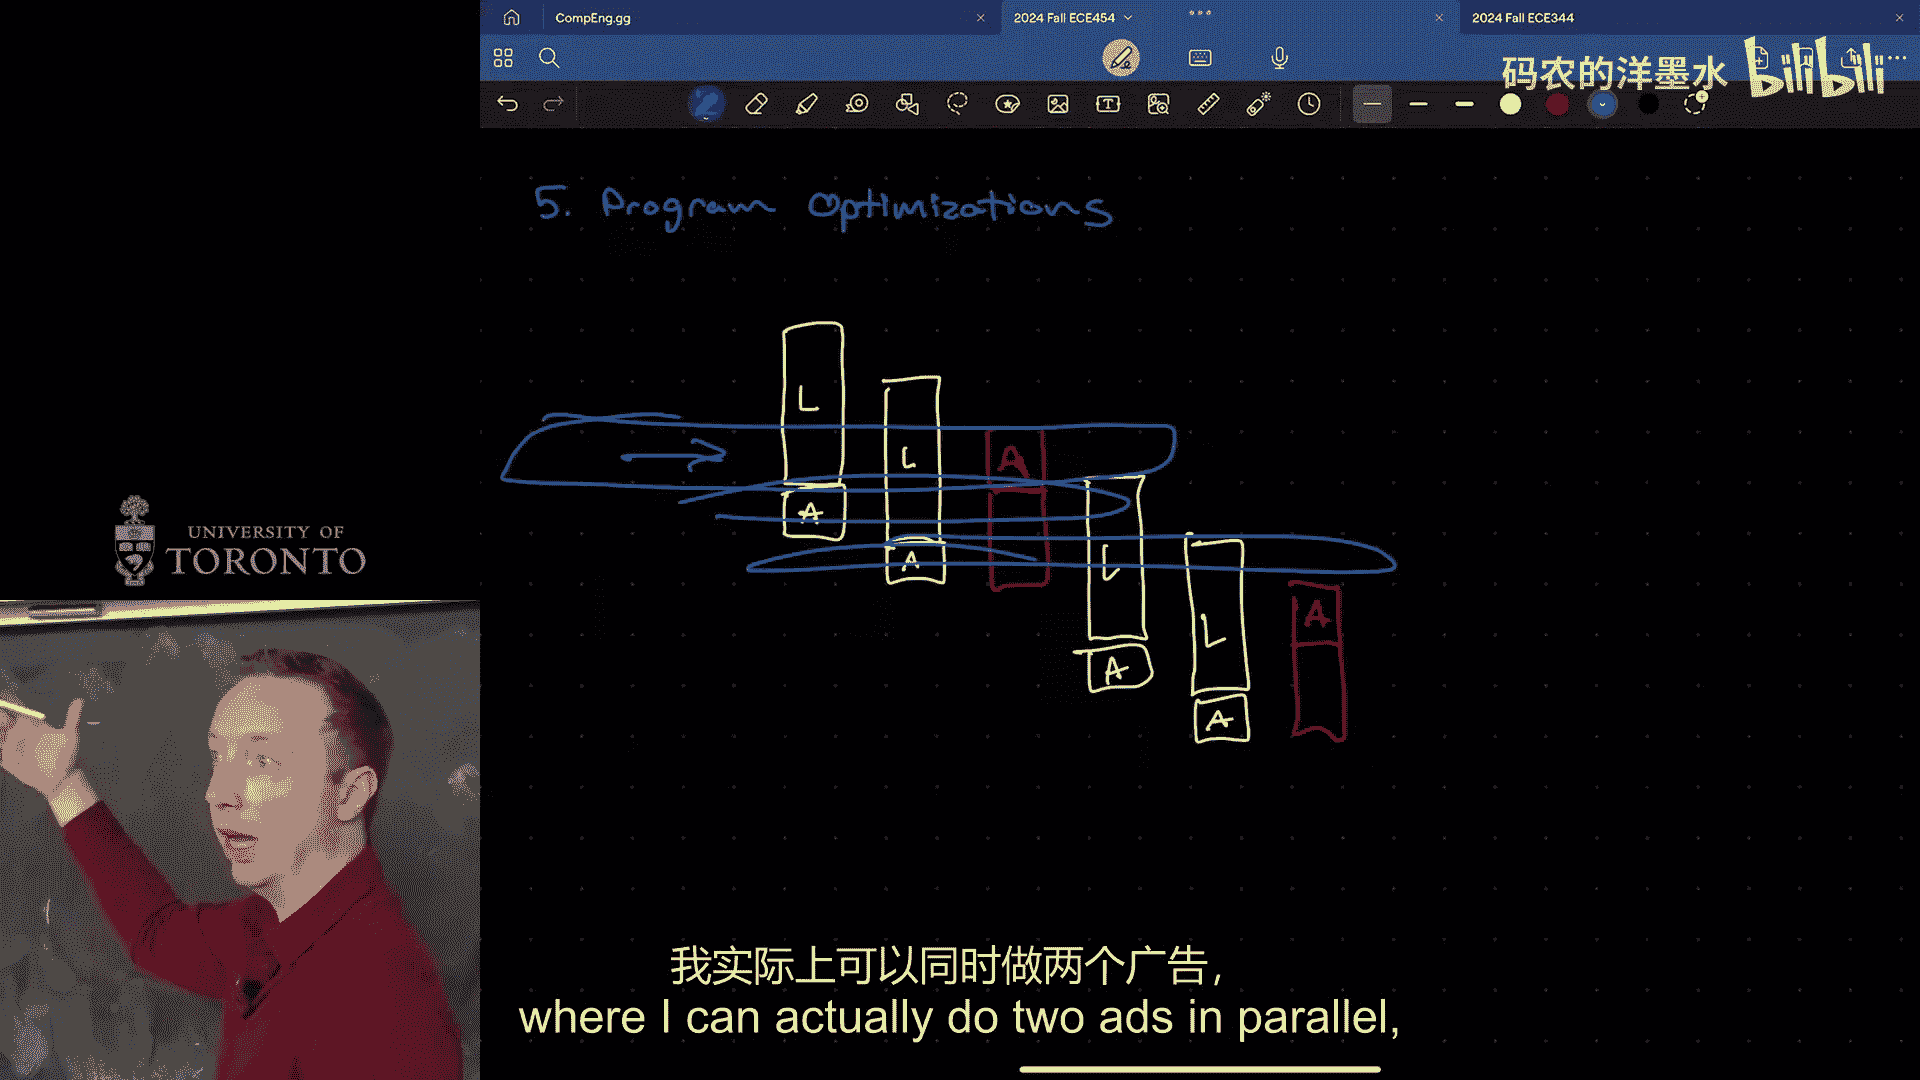 CompEng.gg
2024 Fall ECE454
2024 Fall ECE344
码农的洋墨水 bilibili
5. Program Optimizations
L
L
A
A
A
L
L
A
A
A
UNIVERSITY OF
TORONTO
我实际上可以同时做两个广告，
where I can actually do two ads in parallel,